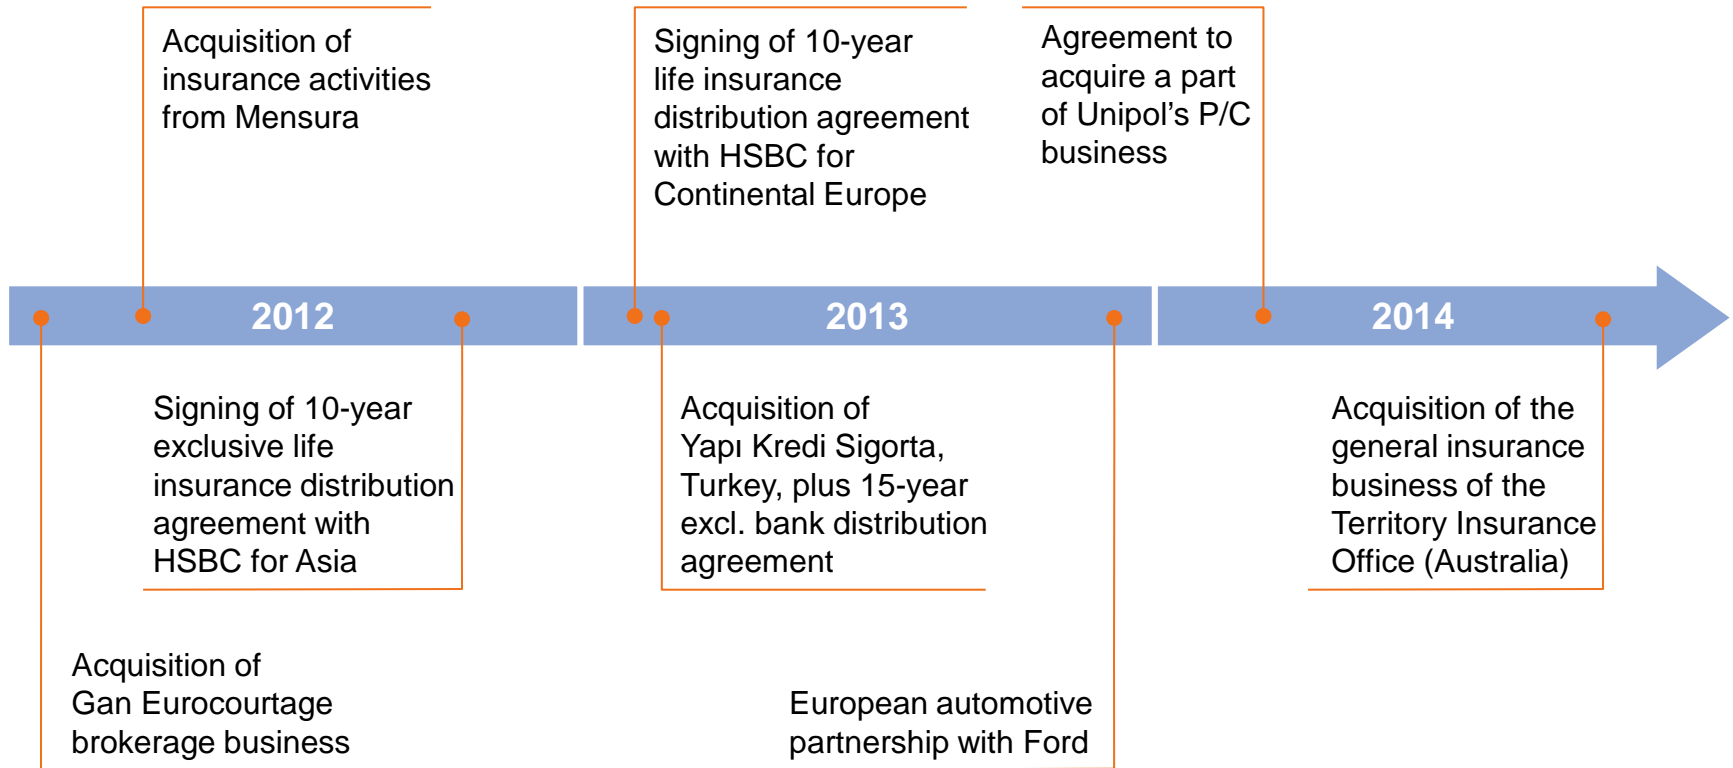 Acquisition of
insurance activities
from Mensura
Signing of 10-year
life insurance
distribution agreement
with HSBC for
Continental Europe
Agreement to
acquire a part
of Unipol’s P/C
business
2012
2013
2014
Signing of 10-year
exclusive life
insurance distribution
agreement with
HSBC for Asia
Acquisition of
Yapı Kredi Sigorta,
Turkey, plus 15-year
excl. bank distribution
agreement
Acquisition of the
general insurance
business of the
Territory Insurance
Office (Australia)
Acquisition of
Gan Eurocourtage
brokerage business
European automotive
partnership with Ford